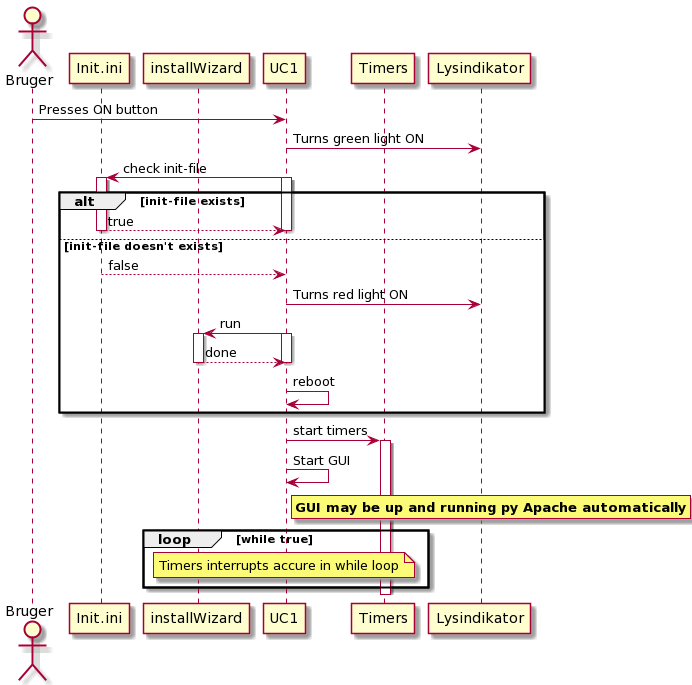 Bruger
Init.ini
installWizard
UC1
Timers
Lysindikator
Presses ON button
Turns green light ON
check init-file
alt
[init-file exists]
true
[init-file doesn't exists]
false
Turns red light ON
run
done
reboot
start timers
Start GUI
GUI may be up and running py Apache automatically
loop
[while true]
Timers interrupts accure in while loop
Bruger
Init.ini
installWizard
UC1
Timers
Lysindikator